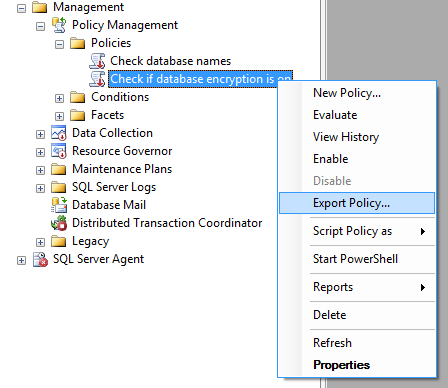 Management
Policy Management
Policies
Check database names
Check if database encryption is on
Conditions
Facets
Data Collection
Resource Governor
Maintenance Plans
SQL Server Logs
Database Mail
Distributed Transaction Coordinator
Legacy
SQL Server Agent
New Policy...
Evaluate
View History
Enable
Disable
Export Policy...
Script Policy as
Start PowerShell
Reports
Delete
Refresh
Properties